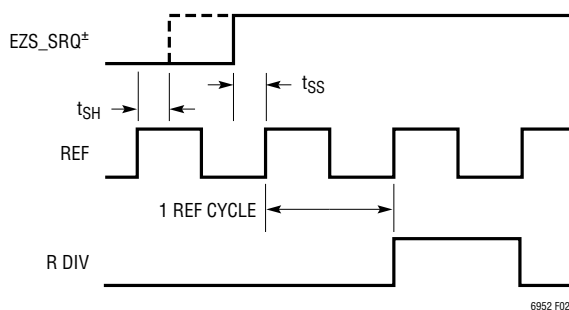 EZS_SRQ±
tSS
tSH
REF
1 REF CYCLE
R DIV
6952 F02